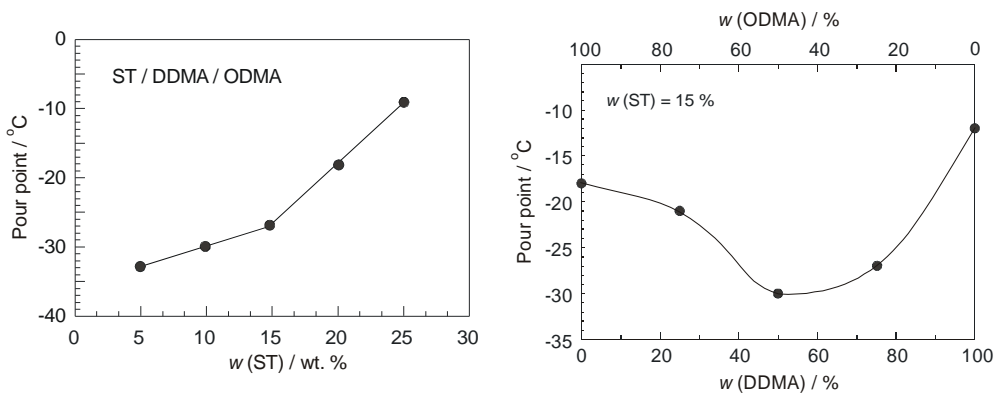 0
-10
-20
-30
-40
Pour point / °C
ST / DDMA / ODMA
0 5 10 15 20 25 30
w (ST) / wt. %
w (ODMA) / %
100 80 60 40 20 0
w (ST) = 15 %
-10
-15
-20
-25
-30
-35
Pour point / °C
0 20 40 60 80 100
w (DDMA) / %